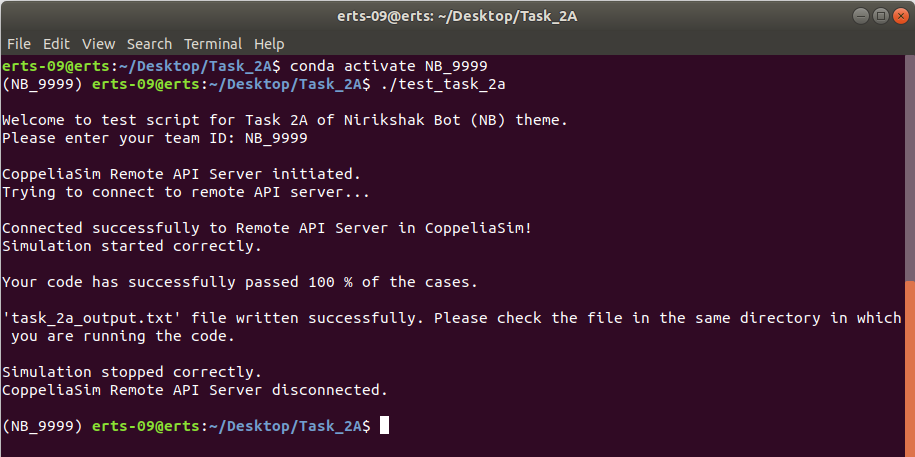 erts-09@erts: ~/Desktop/Task_2A
File Edit View Search Terminal Help
erts-09@erts:~/Desktop/Task_2A$ conda activate NB_9999
(NB_9999) erts-09@erts:~/Desktop/Task_2A$ ./test_task_2a
Welcome to test script for Task 2A of Nirikshak Bot (NB) theme.
Please enter your team ID: NB_9999
CoppeliaSim Remote API Server initiated.
Trying to connect to remote API server...
Connected successfully to Remote API Server in CoppeliaSim!
Simulation started correctly.
Your code has successfully passed 100 % of the cases.
'task_2a_output.txt' file written successfully. Please check the file in the same directory in which
you are running the code.
Simulation stopped correctly.
CoppeliaSim Remote API Server disconnected.
(NB_9999) erts-09@erts:~/Desktop/Task_2A$